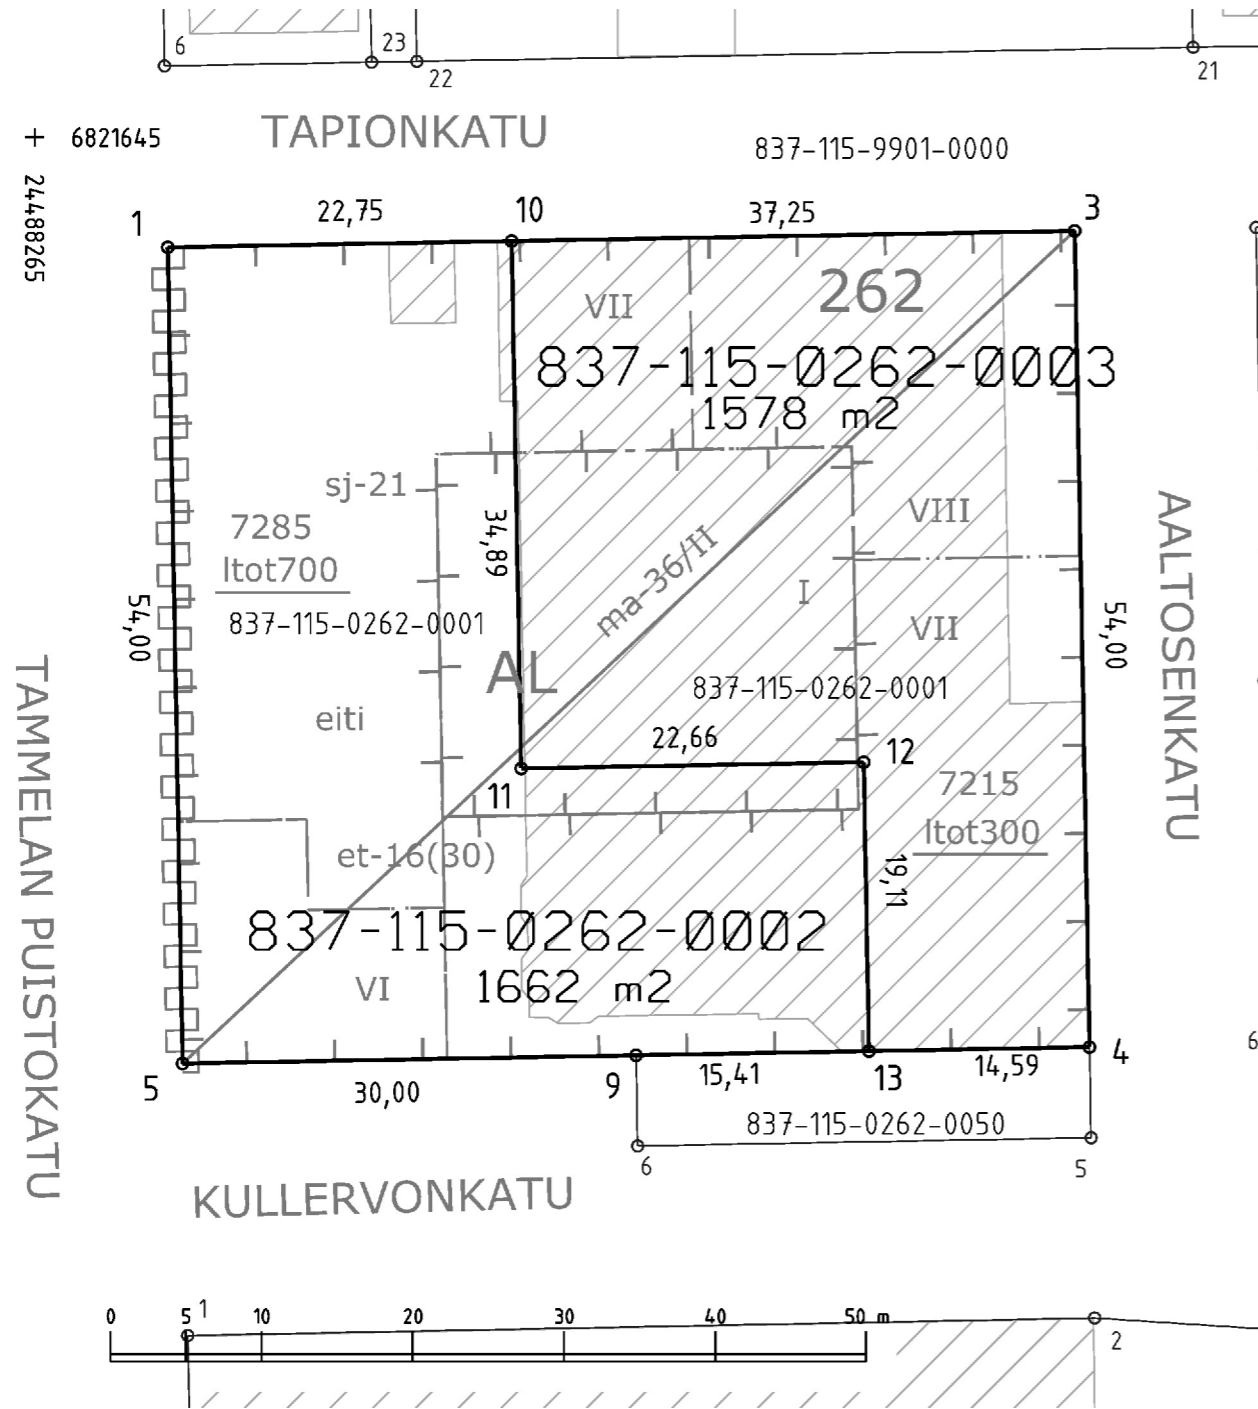 6
23
22
21
TAPIONKATU
6821645
24488265
837-115-9901-0000
1
22,75
10
37,25
3
262
VII
837-115-0262-0003
1578 m2
sj-21
7285
ltot700
837-115-0262-0001
34,89
ma-36/II
VIII
I
VII
54,00
54,00
AALTOSENKATU
TAMMELAN PUISTOKATU
AL
837-115-0262-0001
eiti
22,66
12
11
7215
ltot300
et-16(30)
19,11
837-115-0262-0002
VI
1662 m2
5
30,00
9
15,41
13
14,59
4
837-115-0262-0050
6
5
6
KULLERVONKATU
0
5
1
10
20
30
40
50 m
2